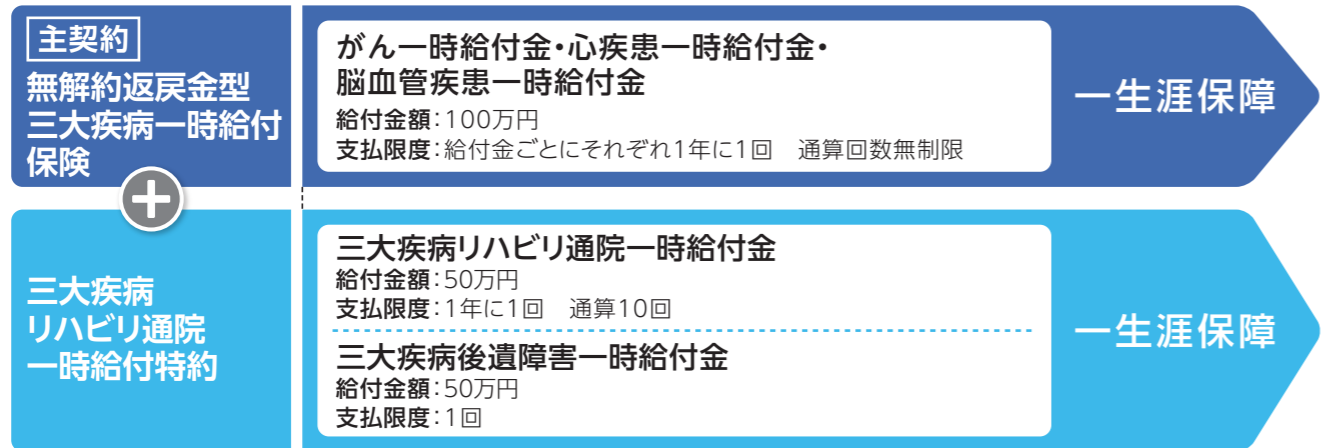 主契約
無解約返戻金型
三大疾病一時給付
保険
がん一時給付金・心疾患一時給付金・
脳血管疾患一時給付金
給付金額:100万円
支払限度:給付金ごとにそれぞれ1年に1回　通算回数無制限
一生涯保障
+
三大疾病
リハビリ通院
一時給付特約
三大疾病リハビリ通院一時給付金
給付金額:50万円
支払限度:1年に1回　通算10回
三大疾病後遺障害一時給付金
給付金額:50万円
支払限度:1回
一生涯保障